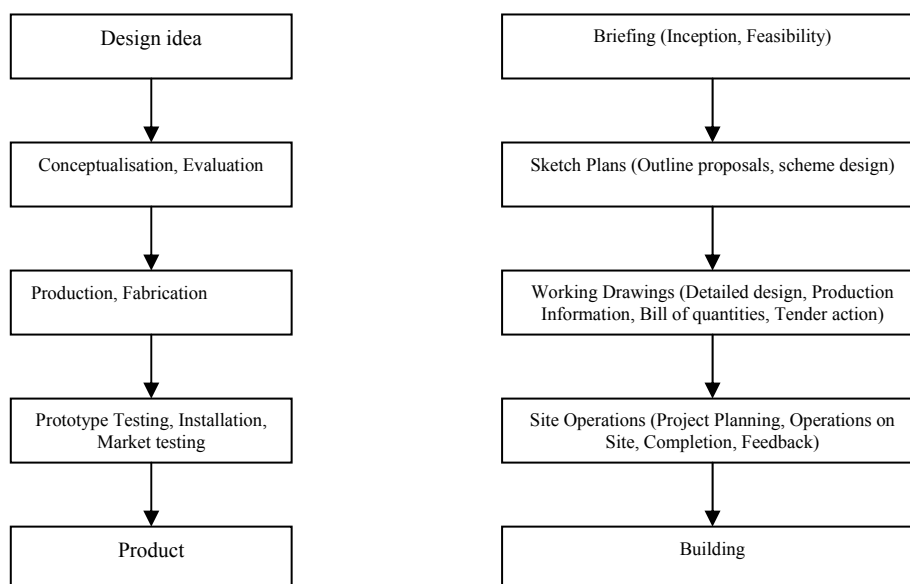 Design idea
Conceptualisation, Evaluation
Production, Fabrication
Prototype Testing, Installation,
Market testing
Product
Briefing (Inception, Feasibility)
Sketch Plans (Outline proposals, scheme design)
Working Drawings (Detailed design, Production
Information, Bill of quantities, Tender action)
Site Operations (Project Planning, Operations on
Site, Completion, Feedback)
Building